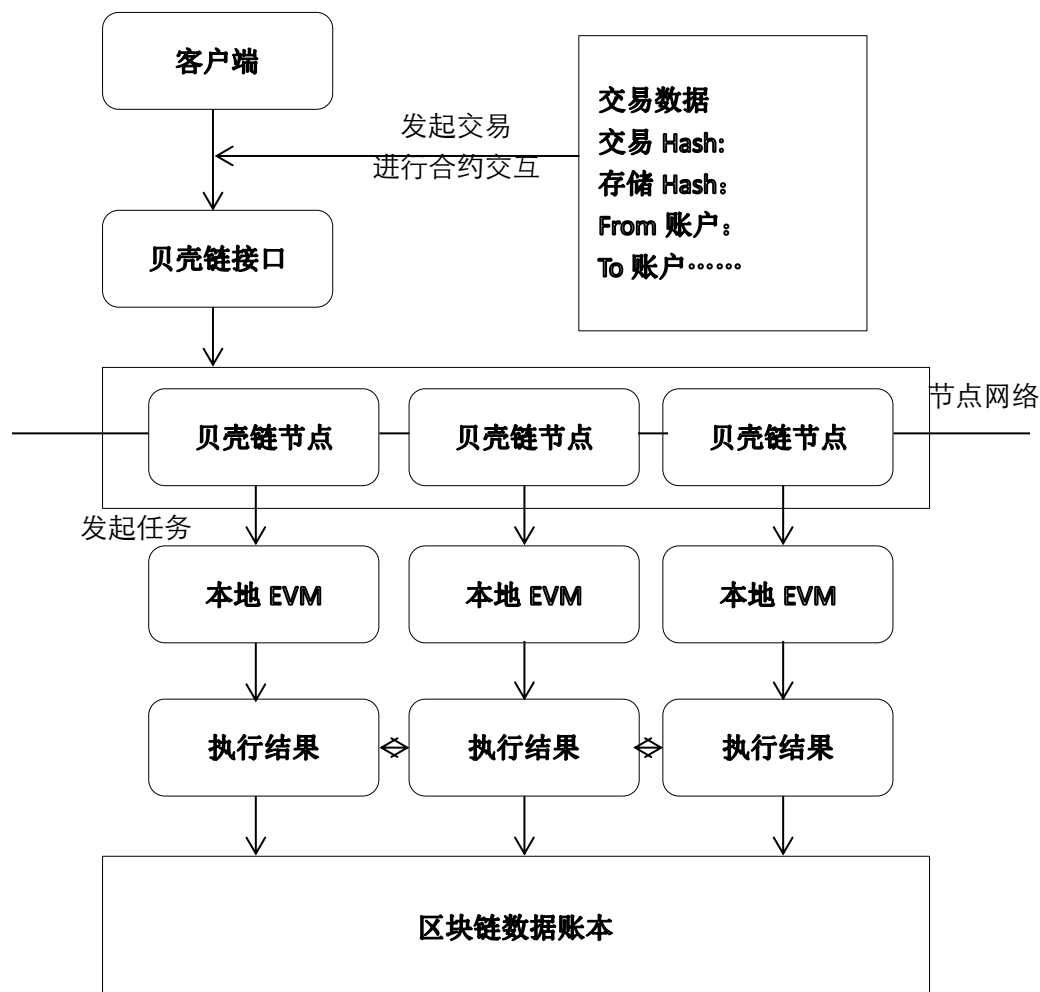 客户端
发起交易
进行合约交互
交易数据
交易 Hash:
存储 Hash：
From 账户：
To 账户……
贝壳链接口
节点网络
贝壳链节点
贝壳链节点
贝壳链节点
发起任务
本地 EVM
本地 EVM
本地 EVM
执行结果
执行结果
执行结果
区块链数据账本